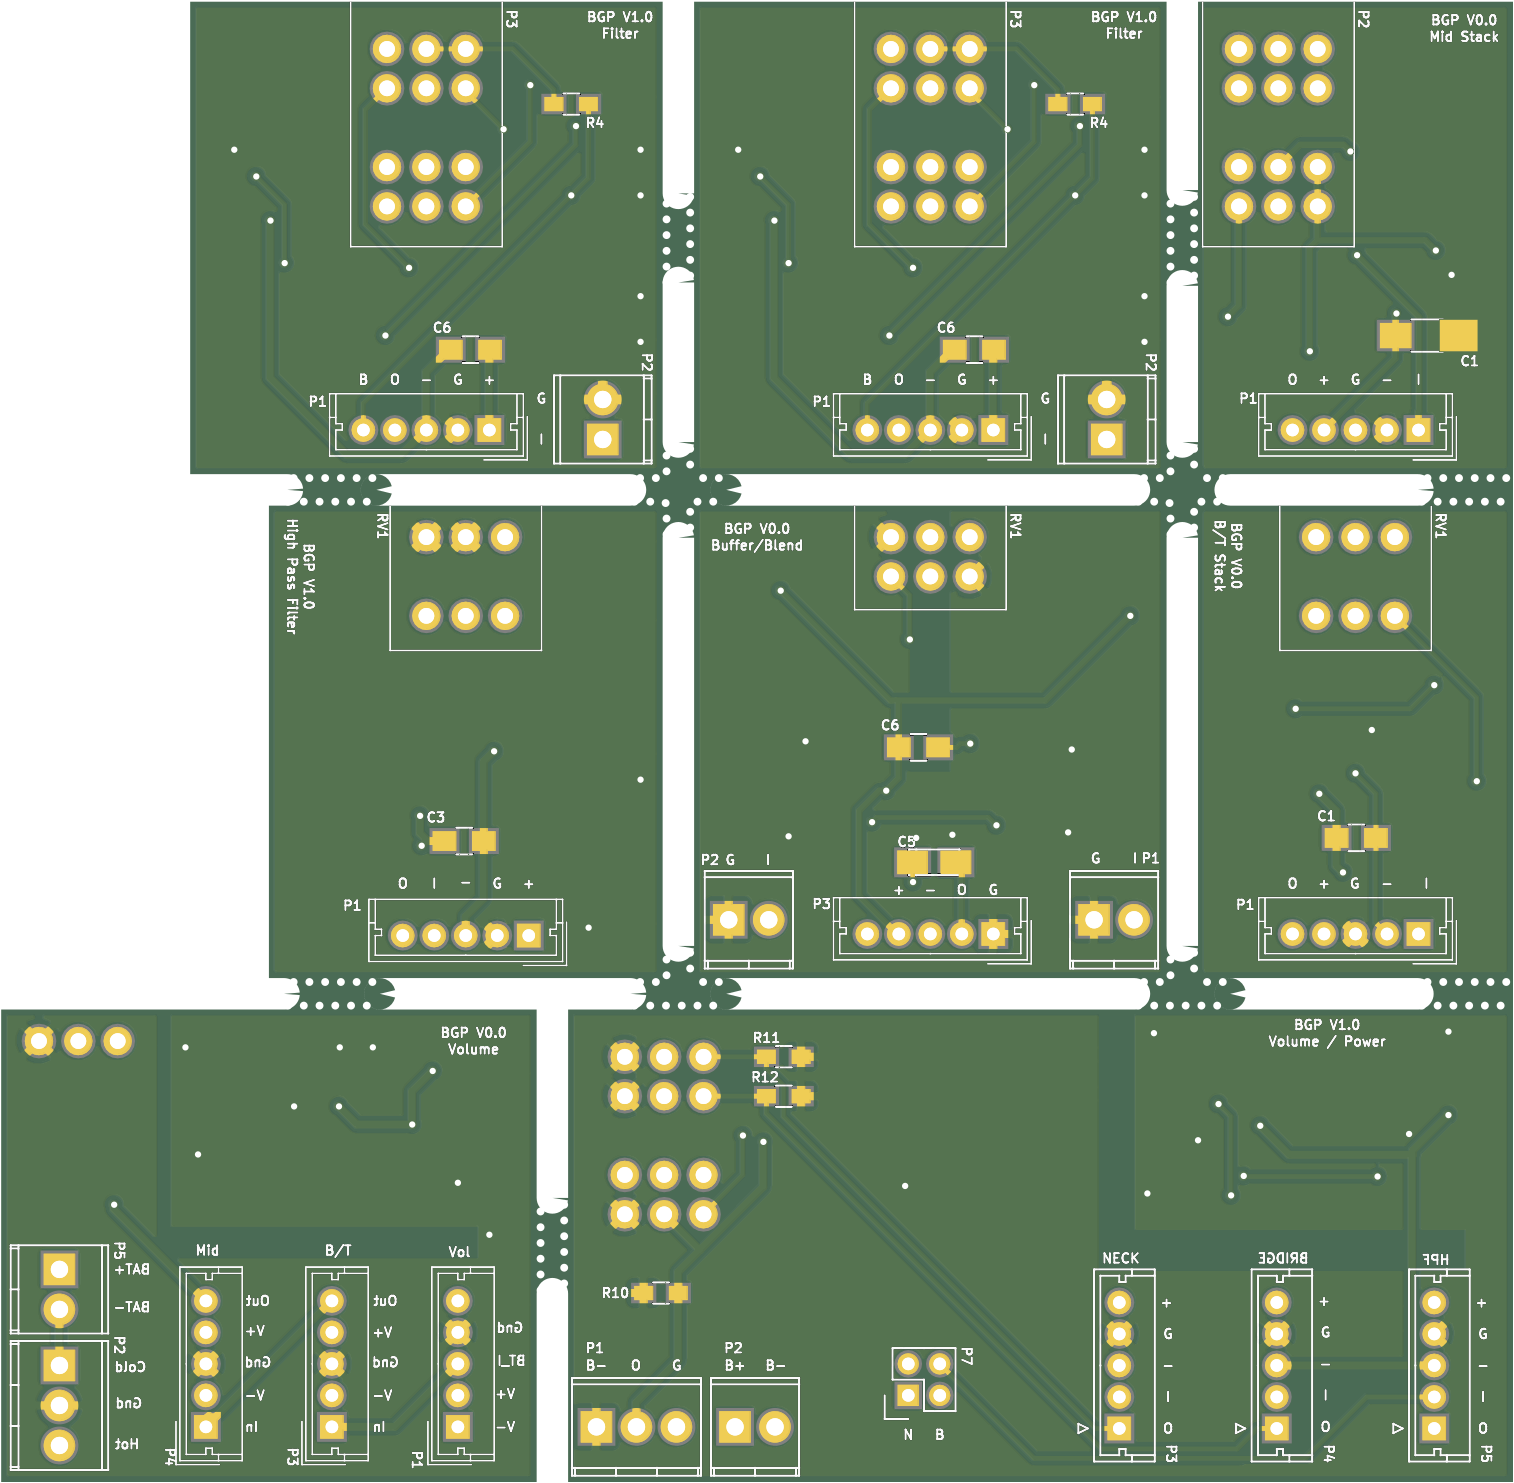 BGP V1.0
Filter
P3
R4
C6
B O - G +
P1
P2
G
I
BGP V1.0
Filter
P3
R4
C6
B O - G +
P1
P2
G
I
BGP V0.0
Mid Stack
P2
C1
O + G - I
P1
BGP V1.0
High Pass Filter
RV1
C3
O I - G +
P1
BGP V0.0
Buffer/Blend
RV1
C6
C5
P2 G I
+ - O G
P3
G I P1
BGP V0.0
B/T Stack
RV1
C1
O + G - I
P1
BGP V0.0
Volume
P5
BAT+
BAT-
P2
Cold
Gnd
Hot
Mid
Out
V+
Gnd
V-
In
P4
B/T
Out
V+
Gnd
V-
In
P3
Vol
Gnd
BT_I
V+
V-
P1
BGP V1.0
Volume / Power
R11
R12
R10
P1
B- O G
P2
B+ B-
P7
N B
NECK
+
G
-
I
O
P3
BRIDGE
+
G
-
I
O
P4
HPF
+
G
-
I
O
P5